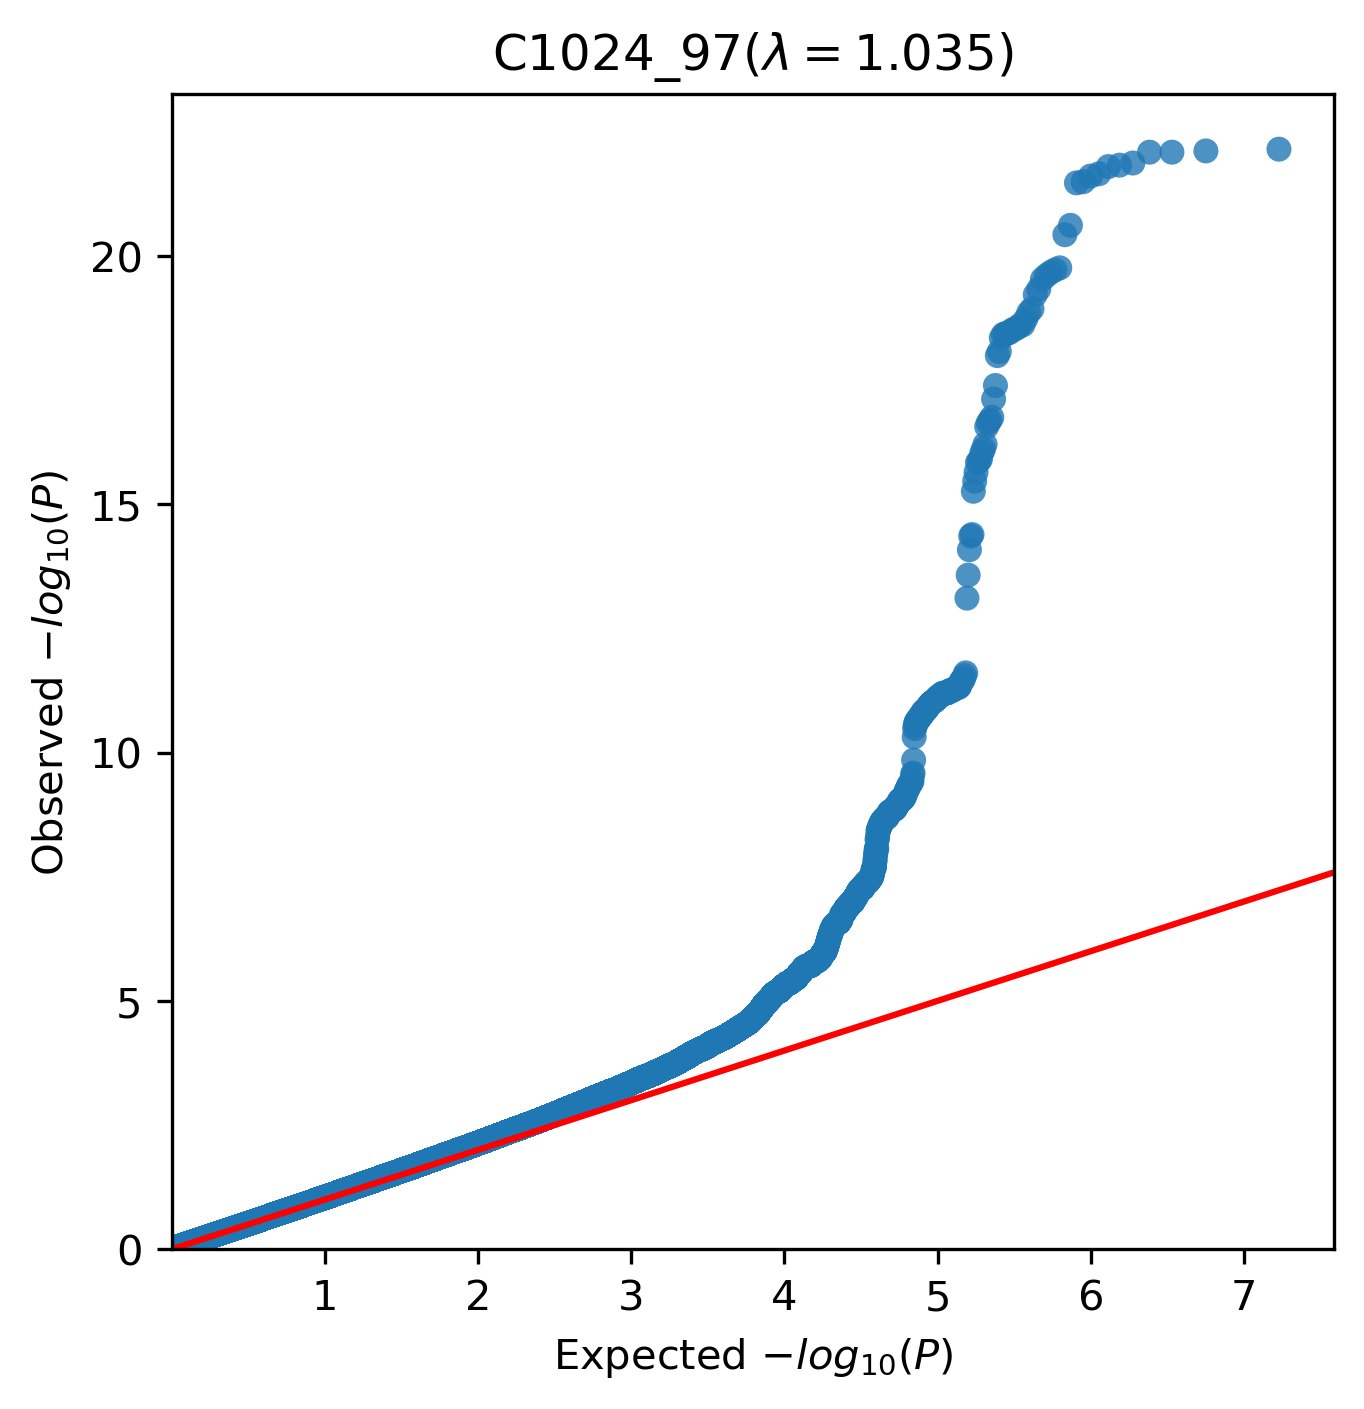 C1024_97(λ = 1.035)
Observed −log₁₀(P)
20
15
10
5
0
1 2 3 4 5 6 7
Expected −log₁₀(P)